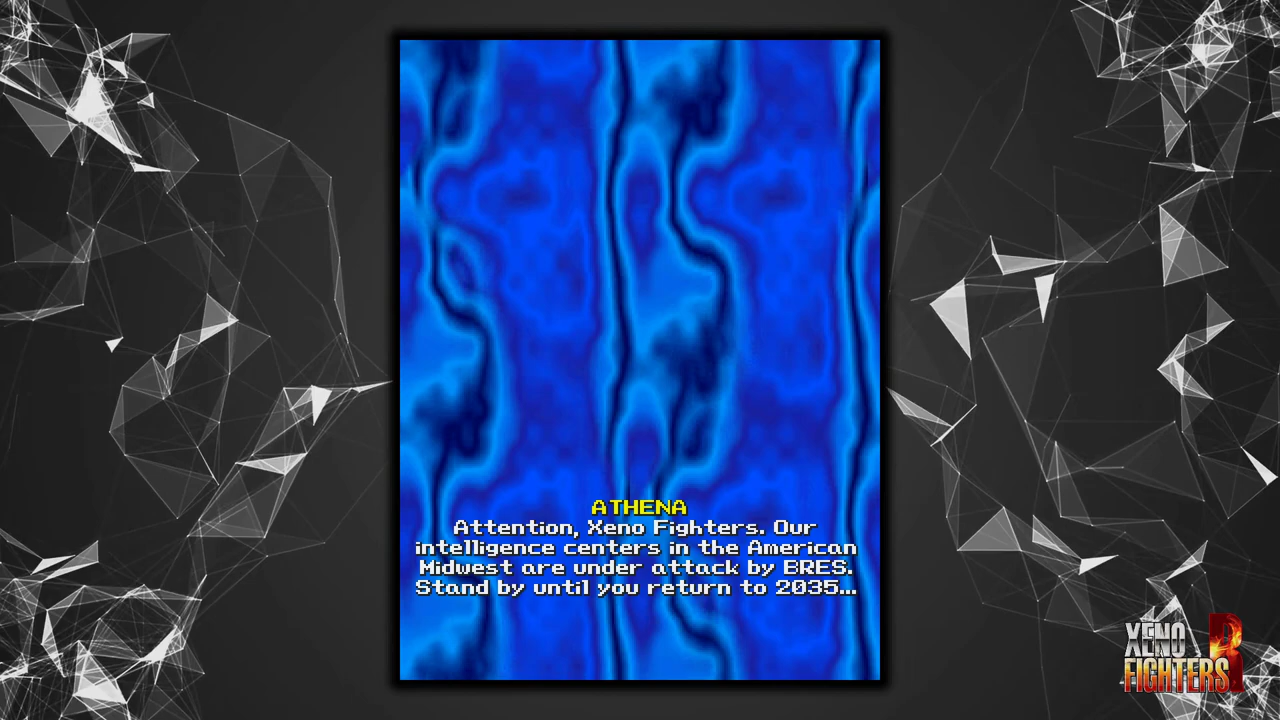 ATHENA
Attention, Xeno Fighters. Our
intelligence centers in the American
Midwest are under attack by BRES.
Stand by until you return to 2035...
XENO
FIGHTERS R